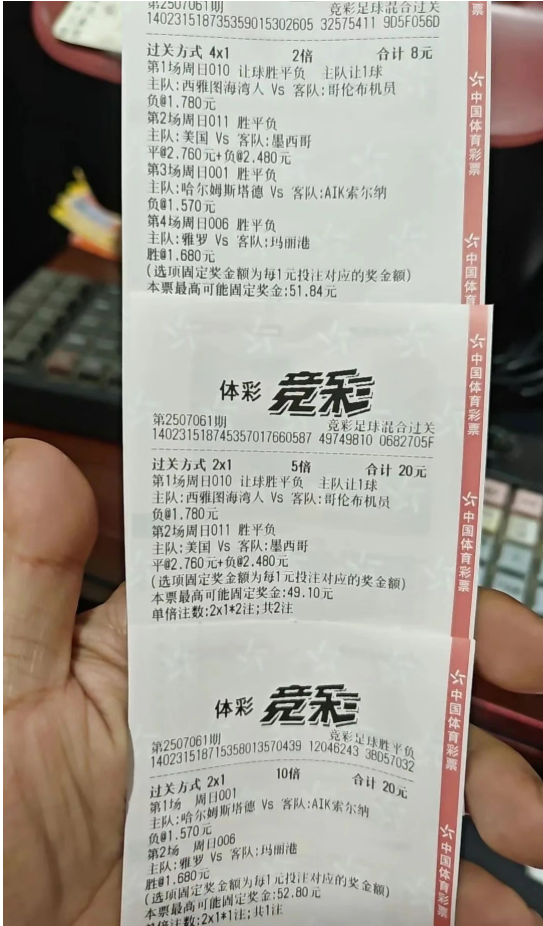 第2507061期 竞彩足球混合过关
140231518735359015302605 32575411 9D5F056D
过关方式 4x1 2倍 合计 8元
第1场周日010 让球胜平负 主队让1球
主队:西雅图海湾人 Vs 客队:哥伦布机员
负@1.780元
第2场周日011 胜平负
主队:美国 Vs 客队:墨西哥
平@2.760元+负@2.480元
第3场周日001 胜平负
主队:哈尔姆斯塔德 Vs 客队:AIK索尔纳
负@1.570元
第4场周日006 胜平负
主队:雅罗 Vs 客队:玛丽港
胜@1.680元
(选项固定奖金额为每1元投注对应的奖金额)
本票最高可能固定奖金:51.84元
体彩 竞彩
第2507061期 竞彩足球混合过关
140231518745357017660587 49749810 0682705F
过关方式 2x1 5倍 合计 20元
第1场周日010 让球胜平负 主队让1球
主队:西雅图海湾人 Vs 客队:哥伦布机员
负@1.780元
第2场周日011 胜平负
主队:美国 Vs 客队:墨西哥
平@2.760元+负@2.480元
(选项固定奖金额为每1元投注对应的奖金额)
本票最高可能固定奖金:49.10元
单倍注数:2x1*2注;共2注
体彩 竞彩
第2507061期 竞彩足球胜平负
140231518715358013570439 12046243 3BD57032
过关方式 2x1 10倍 合计 20元
第1场 周日001
主队:哈尔姆斯塔德 Vs 客队:AIK索尔纳
负@1.570元
第2场 周日006
主队:雅罗 Vs 客队:玛丽港
胜@1.680元
(选项固定奖金额为每1元投注对应的奖金额)
本票最高可能固定奖金:52.80元
单倍注数:2x1*1注;共1注
票
中国体育彩票
中国体育
中国体育彩票
中国体育彩票
中国体育彩票
中国体育彩票